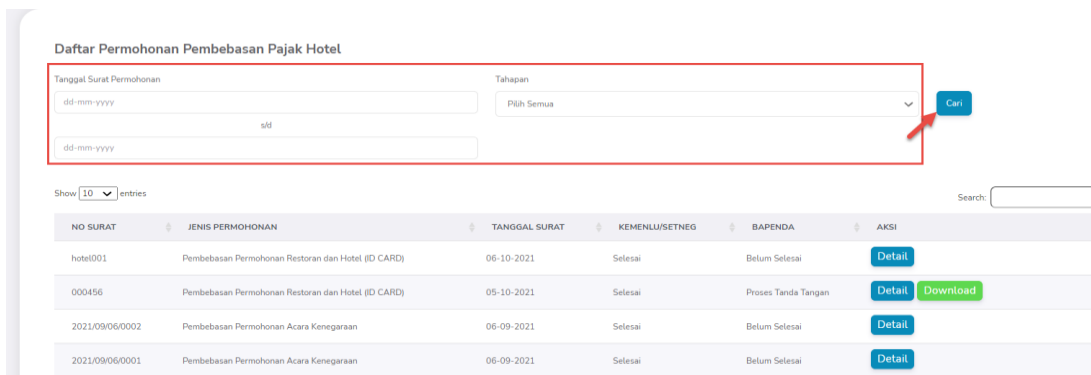 Daftar Permohonan Pembebasan Pajak Hotel
Tanggal Surat Permohonan Tahapan
dd-mm-yyyy Pilih Semua Cari
s/d
dd-mm-yyyy
Show 10 entries Search:
NO SURAT JENIS PERMOHONAN TANGGAL SURAT KEMENLU/SETNEG BAPENDA AKSI
hotel001 Pembebasan Permohonan Restoran dan Hotel (ID CARD) 06-10-2021 Selesai Belum Selesai Detail
000456 Pembebasan Permohonan Restoran dan Hotel (ID CARD) 05-10-2021 Selesai Proses Tanda Tangan Detail Download
2021/09/06/0002 Pembebasan Permohonan Acara Kenegaraan 06-09-2021 Selesai Belum Selesai Detail
2021/09/06/0001 Pembebasan Permohonan Acara Kenegaraan 06-09-2021 Selesai Belum Selesai Detail